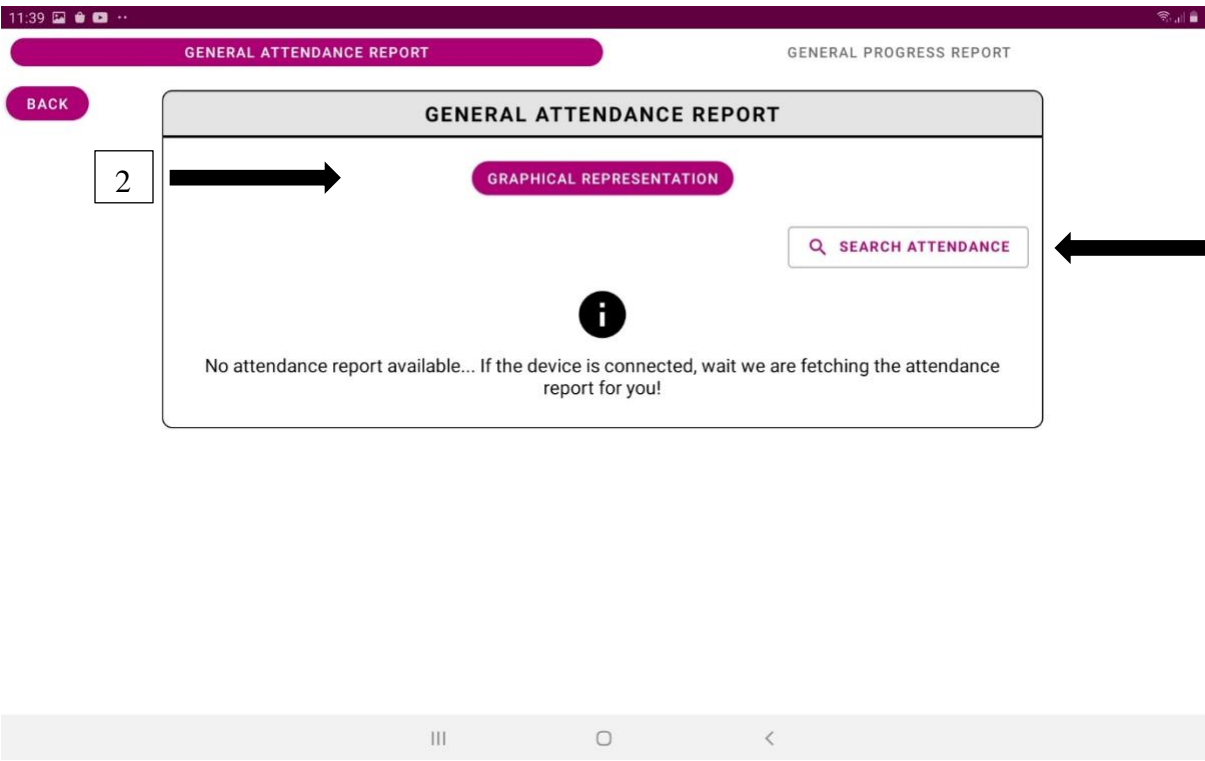 11:39
GENERAL ATTENDANCE REPORT
GENERAL PROGRESS REPORT
BACK
GENERAL ATTENDANCE REPORT
2
GRAPHICAL REPRESENTATION
SEARCH ATTENDANCE
No attendance report available... If the device is connected, wait we are fetching the attendance
report for you!